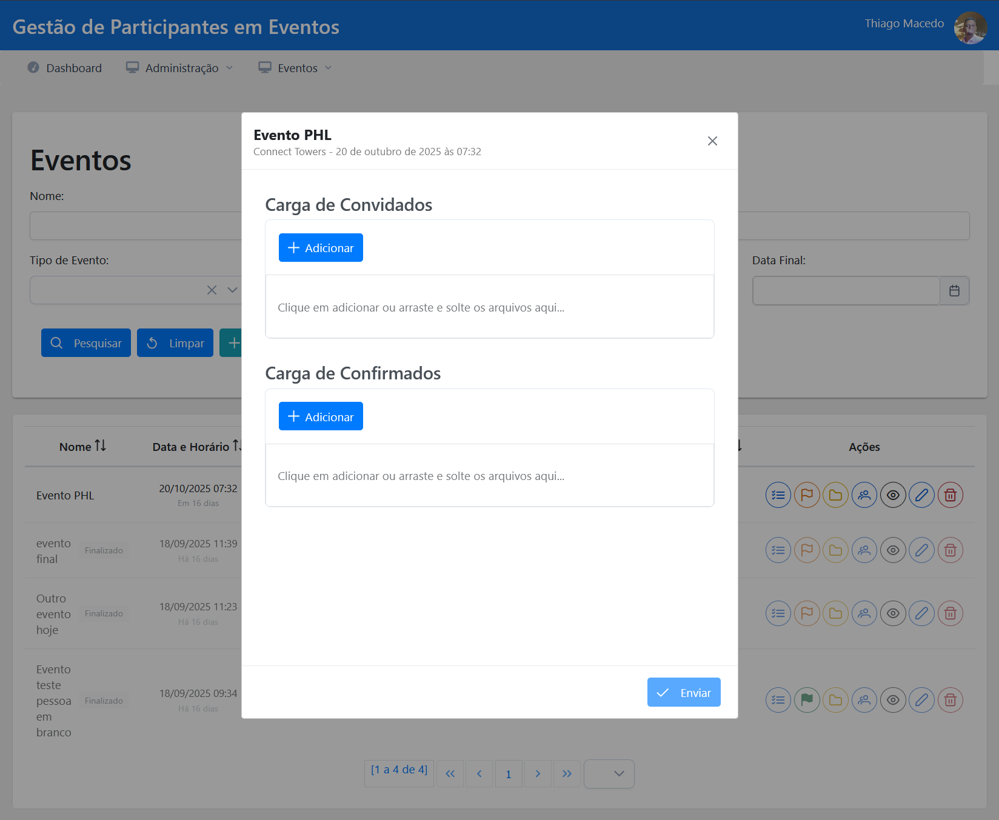 Gestão de Participantes em Eventos
Thiago Macedo
Dashboard
Administração
Eventos
Eventos
Nome:
Tipo de Evento:
Data Final:
Pesquisar
Limpar
Evento PHL
Connect Towers - 20 de outubro de 2025 às 07:32
Carga de Convidados
Adicionar
Clique em adicionar ou arraste e solte os arquivos aqui...
Carga de Confirmados
Adicionar
Clique em adicionar ou arraste e solte os arquivos aqui...
Enviar
Nome
Data e Horário
Ações
Evento PHL
20/10/2025 07:32
Em 16 dias
evento
final
Finalizado
18/09/2025 11:39
Há 16 dias
Outro
evento
hoje
Finalizado
18/09/2025 11:23
Há 16 dias
Evento
teste
pessoa
em
branco
Finalizado
18/09/2025 09:34
Há 16 dias
[1 a 4 de 4]
1